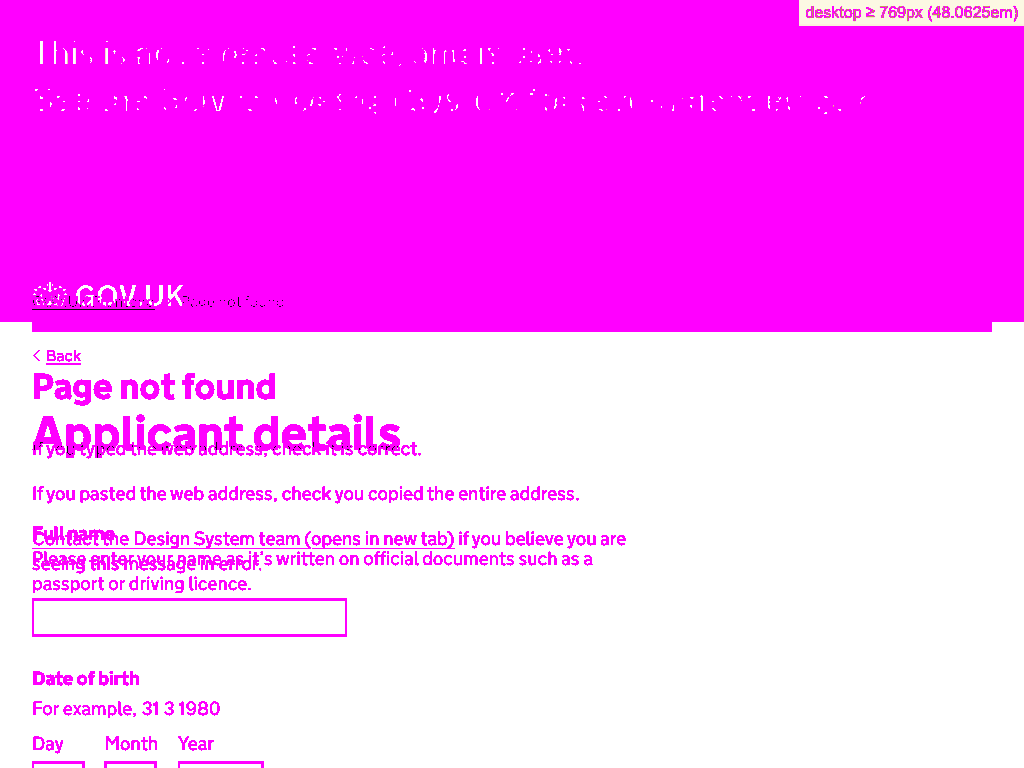 desktop ≥ 769px (48.0625em)
This is
GOV.UK
Page not found
Back
Page not found
Applicant details
If you typed the web address, check it is correct.
If you pasted the web address, check you copied the entire address.
Full name
Contact the Design System team (opens in new tab) if you believe you are
Please enter your name as it's written on official documents such as a
seeing this message in error.
passport or driving licence.
Date of birth
For example, 31 3 1980
Day Month Year